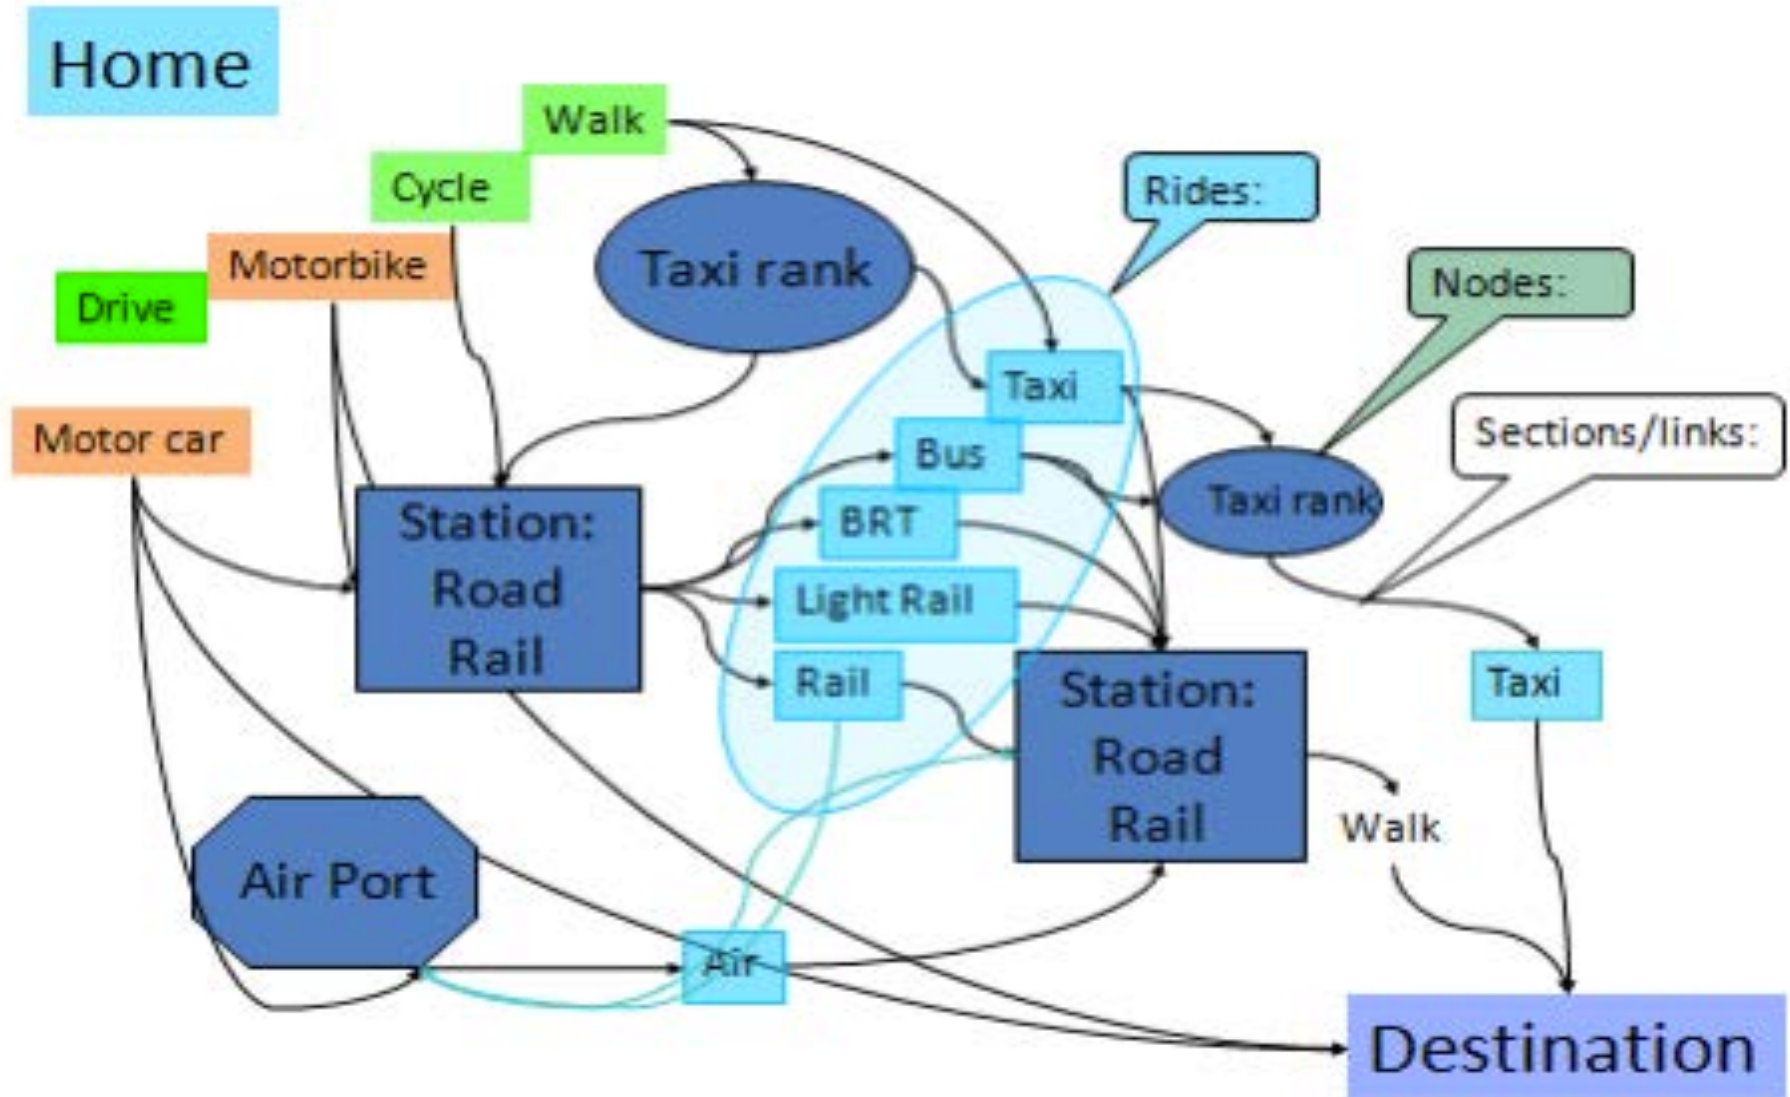 Home
Walk
Cycle
Rides:
Motorbike
Taxi rank
Nodes:
Drive
Taxi
Motor car
Sections/links:
Bus
Station:
Road
Rail
BRT
Taxi rank
Light Rail
Rail
Station:
Road
Rail
Taxi
Walk
Air Port
Air
Destination